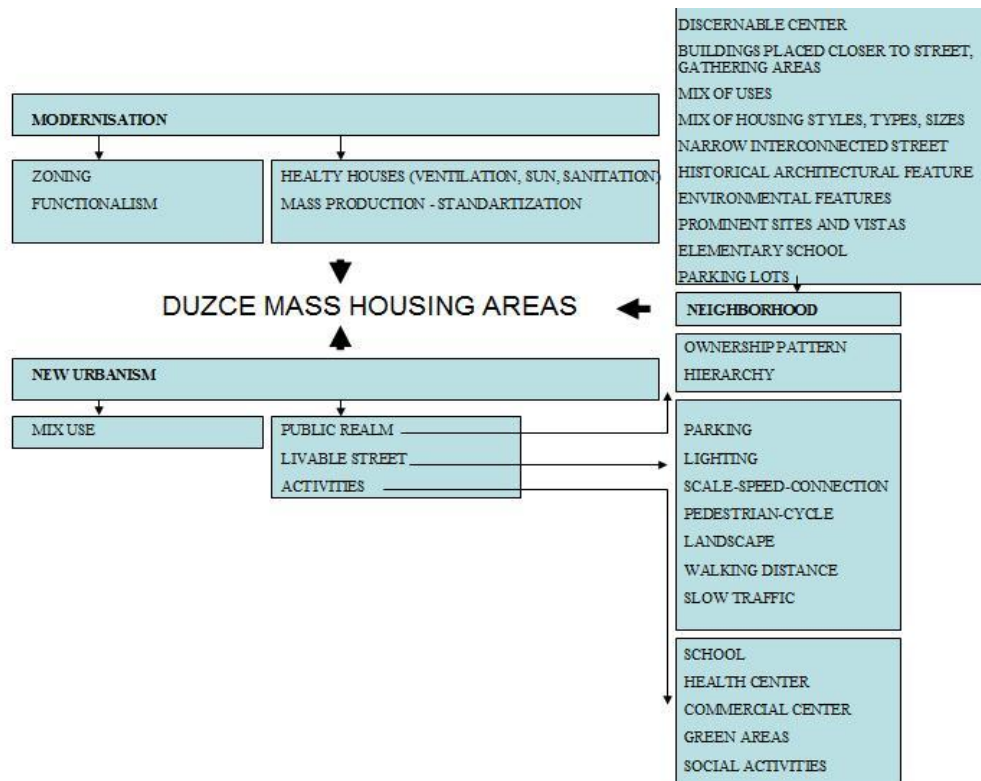 MODERNISATION
ZONING
FUNCTIONALISM
HEALTY HOUSES (VENTILATION, SUN, SANITATION)
MASS PRODUCTION - STANDARTIZATION
DUZCE MASS HOUSING AREAS
NEW URBANISM
MIX USE
PUBLIC REALM
LIVABLE STREET
ACTIVITIES
DISCERNABLE CENTER
BUILDINGS PLACED CLOSER TO STREET,
GATHERING AREAS
MIX OF USES
MIX OF HOUSING STYLES, TYPES, SIZES
NARROW INTERCONNECTED STREET
HISTORICAL ARCHITECTURAL FEATURE
ENVIRONMENTAL FEATURES
PROMINENT SITES AND VISTAS
ELEMENTARY SCHOOL
PARKING LOTS
NEIGHBORHOOD
OWNERSHIP PATTERN
HIERARCHY
PARKING
LIGHTING
SCALE-SPEED-CONNECTION
PEDESTRIAN-CYCLE
LANDSCAPE
WALKING DISTANCE
SLOW TRAFFIC
SCHOOL
HEALTH CENTER
COMMERCIAL CENTER
GREEN AREAS
SOCIAL ACTIVITIES